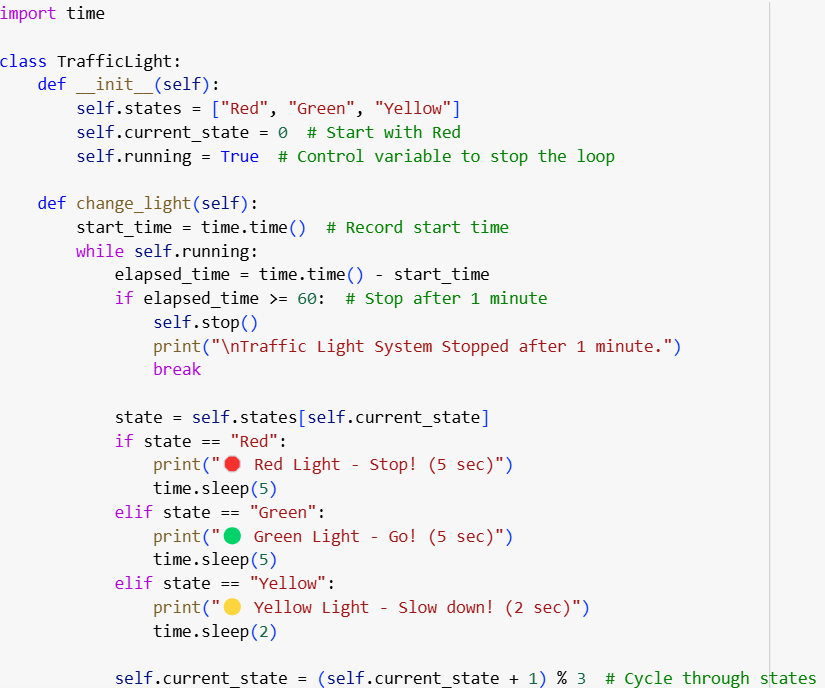 import time

class TrafficLight:
    def __init__(self):
        self.states = ["Red", "Green", "Yellow"]
        self.current_state = 0  # Start with Red
        self.running = True  # Control variable to stop the loop

    def change_light(self):
        start_time = time.time()  # Record start time
        while self.running:
            elapsed_time = time.time() - start_time
            if elapsed_time >= 60:  # Stop after 1 minute
                self.stop()
                print("\nTraffic Light System Stopped after 1 minute.")
                break

            state = self.states[self.current_state]
            if state == "Red":
                print("🔴 Red Light - Stop! (5 sec)")
                time.sleep(5)
            elif state == "Green":
                print("🟢 Green Light - Go! (5 sec)")
                time.sleep(5)
            elif state == "Yellow":
                print("🟡 Yellow Light - Slow down! (2 sec)")
                time.sleep(2)

            self.current_state = (self.current_state + 1) % 3  # Cycle through states